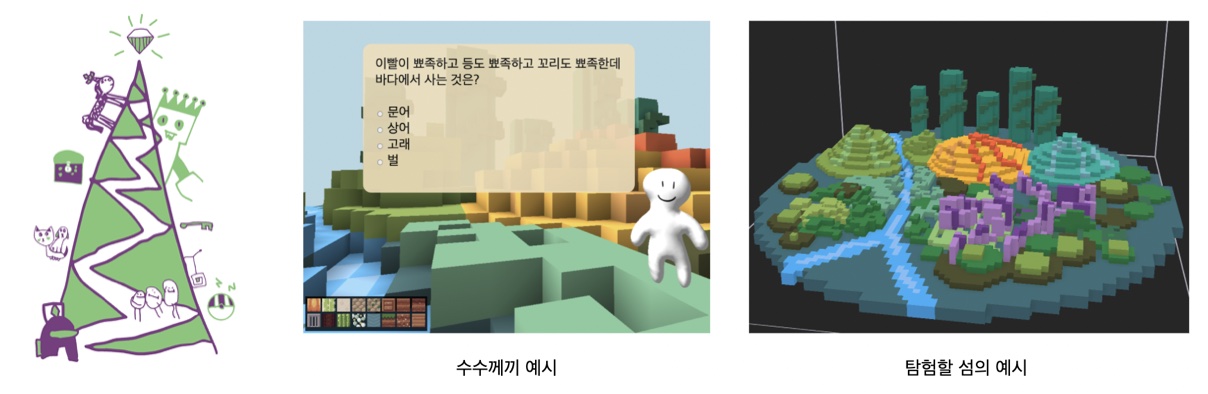 이빨이 뾰족하고 등도 뾰족하고 꼬리도 뾰족한데
바다에서 사는 것은?
문어
상어
고래
벌
수수께끼 예시
탐험할 섬의 예시